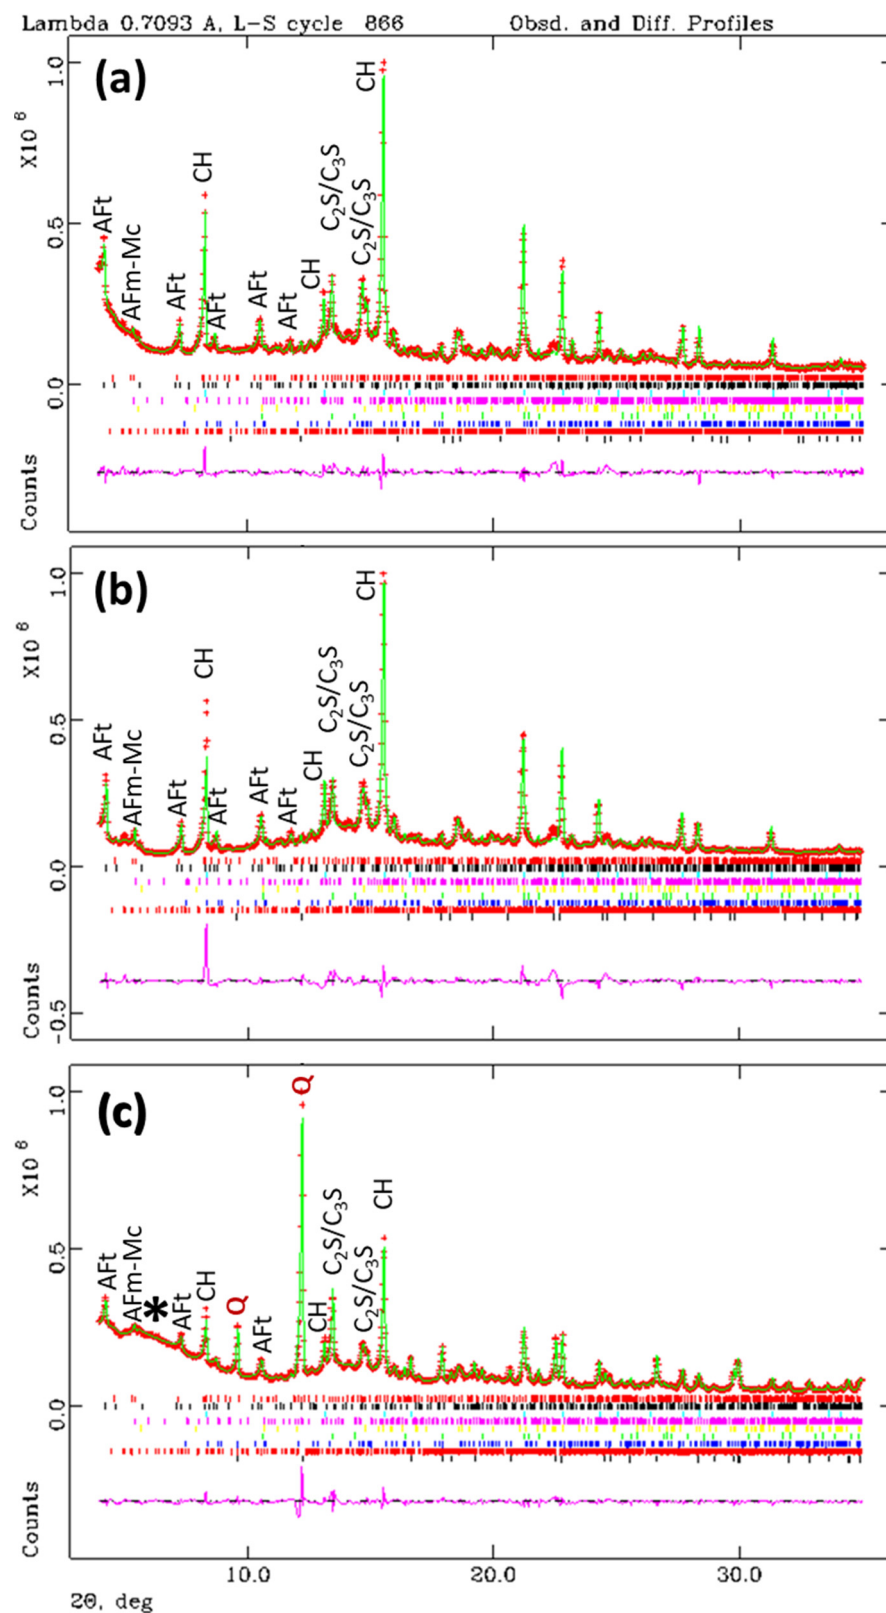 Lambda 0.7093 A, L-S cycle 866 Obsd. and Diff. Profiles
(a)
X10 6
1.0
0.5
0.0
Counts
AFt
AFm-Mc
AFt
CH
AFt
AFt
AFt
CH
C2S/C3S
C2S/C3S
CH
(b)
X10 6
1.0
0.5
0.0
-0.5
Counts
AFt
AFm-Mc
AFt
CH
AFt
AFt
AFt
CH
C2S/C3S
C2S/C3S
CH
(c)
X10 6
1.0
0.5
0.0
Counts
AFt
AFm-Mc
*
AFt
CH
Q
AFt
Q
CH
C2S/C3S
C2S/C3S
CH
10.0 20.0 30.0
2Θ, deg